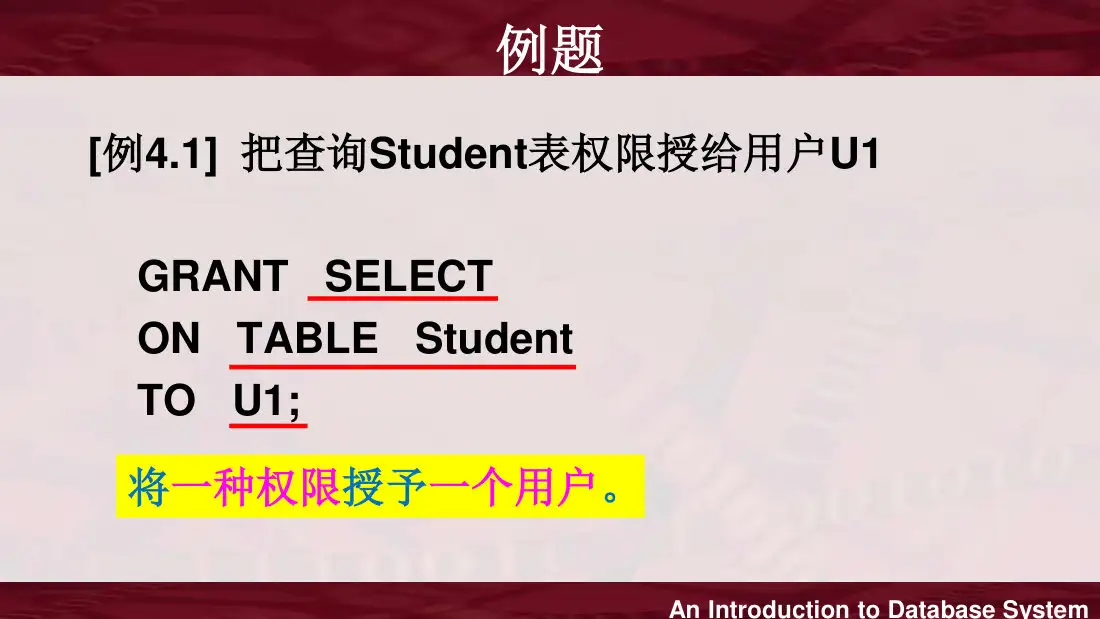 例题
[例4.1] 把查询Student表权限授给用户U1
GRANT SELECT
ON TABLE Student
TO U1;
将一种权限授予一个用户。
An Introduction to Database System